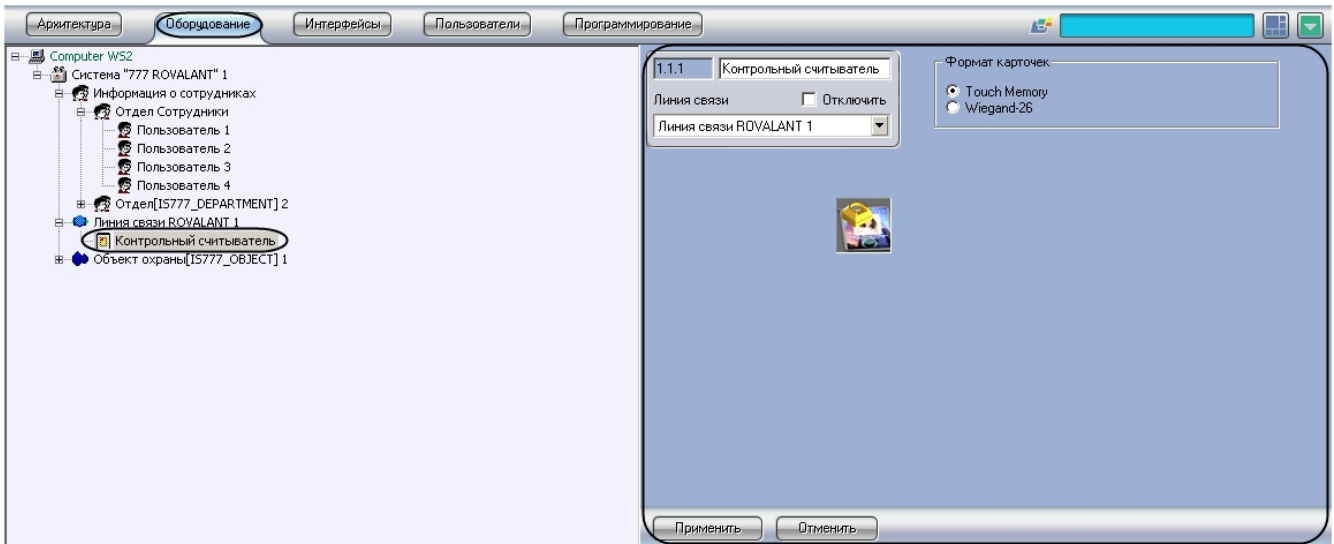 Архитектура Оборудование Интерфейсы Пользователи Программирование
Computer WS2
Система "777 ROVALANT" 1
Информация о сотрудниках
Отдел Сотрудники
Пользователь 1
Пользователь 2
Пользователь 3
Пользователь 4
Отдел[IS777_DEPARTMENT] 2
Линия связи ROVALANT 1
Контрольный считыватель
Объект охраны[IS777_OBJECT] 1
1.1.1 Контрольный считыватель
Линия связи Отключить
Линия связи ROVALANT 1
Формат карточек
Touch Memory
Wiegand-26
Применить Отменить